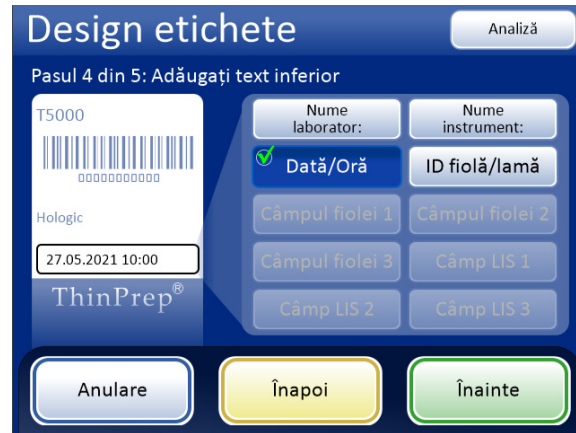 Design etichete
Analiză
Pasul 4 din 5: Adăugați text inferior
T5000
Hologic
27.05.2021 10:00
ThinPrep®
Nume
laborator:
Nume
instrument:
Dată/Oră
ID fiolă/lamă
Câmpul fiolei 1
Câmpul fiolei 2
Câmpul fiolei 3
Câmp LIS 1
Câmp LIS 2
Câmp LIS 3
Anulare
Înapoi
Înainte